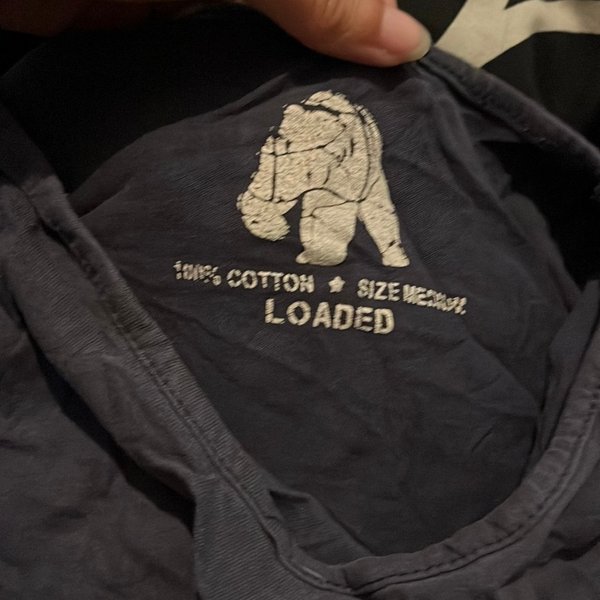 100% COTTON ★ SIZE MEDIUM
LOADED